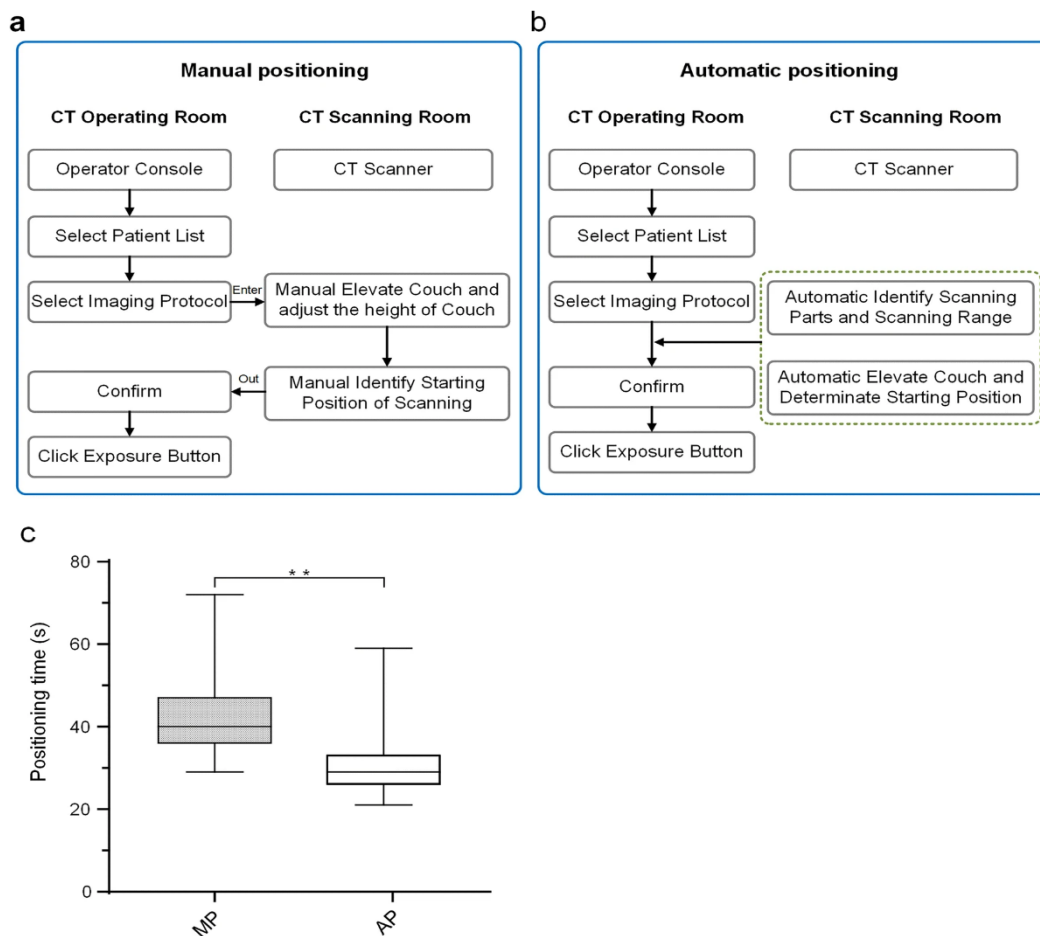 a
Manual positioning
CT Operating Room
CT Scanning Room
Operator Console
CT Scanner
Select Patient List
Select Imaging Protocol
Enter
Manual Elevate Couch and
adjust the height of Couch
Confirm
Out
Manual Identify Starting
Position of Scanning
Click Exposure Button
b
Automatic positioning
CT Operating Room
CT Scanning Room
Operator Console
CT Scanner
Select Patient List
Select Imaging Protocol
Automatic Identify Scanning
Parts and Scanning Range
Confirm
Automatic Elevate Couch and
Determinate Starting Position
Click Exposure Button
c
Positioning time (s)
80
60
40
20
0
* *
MP
AP